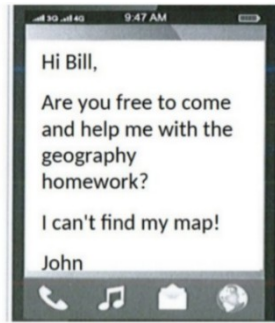 3G 4G 9:47 AM
Hi Bill,
Are you free to come
and help me with the
geography
homework?
I can't find my map!
John